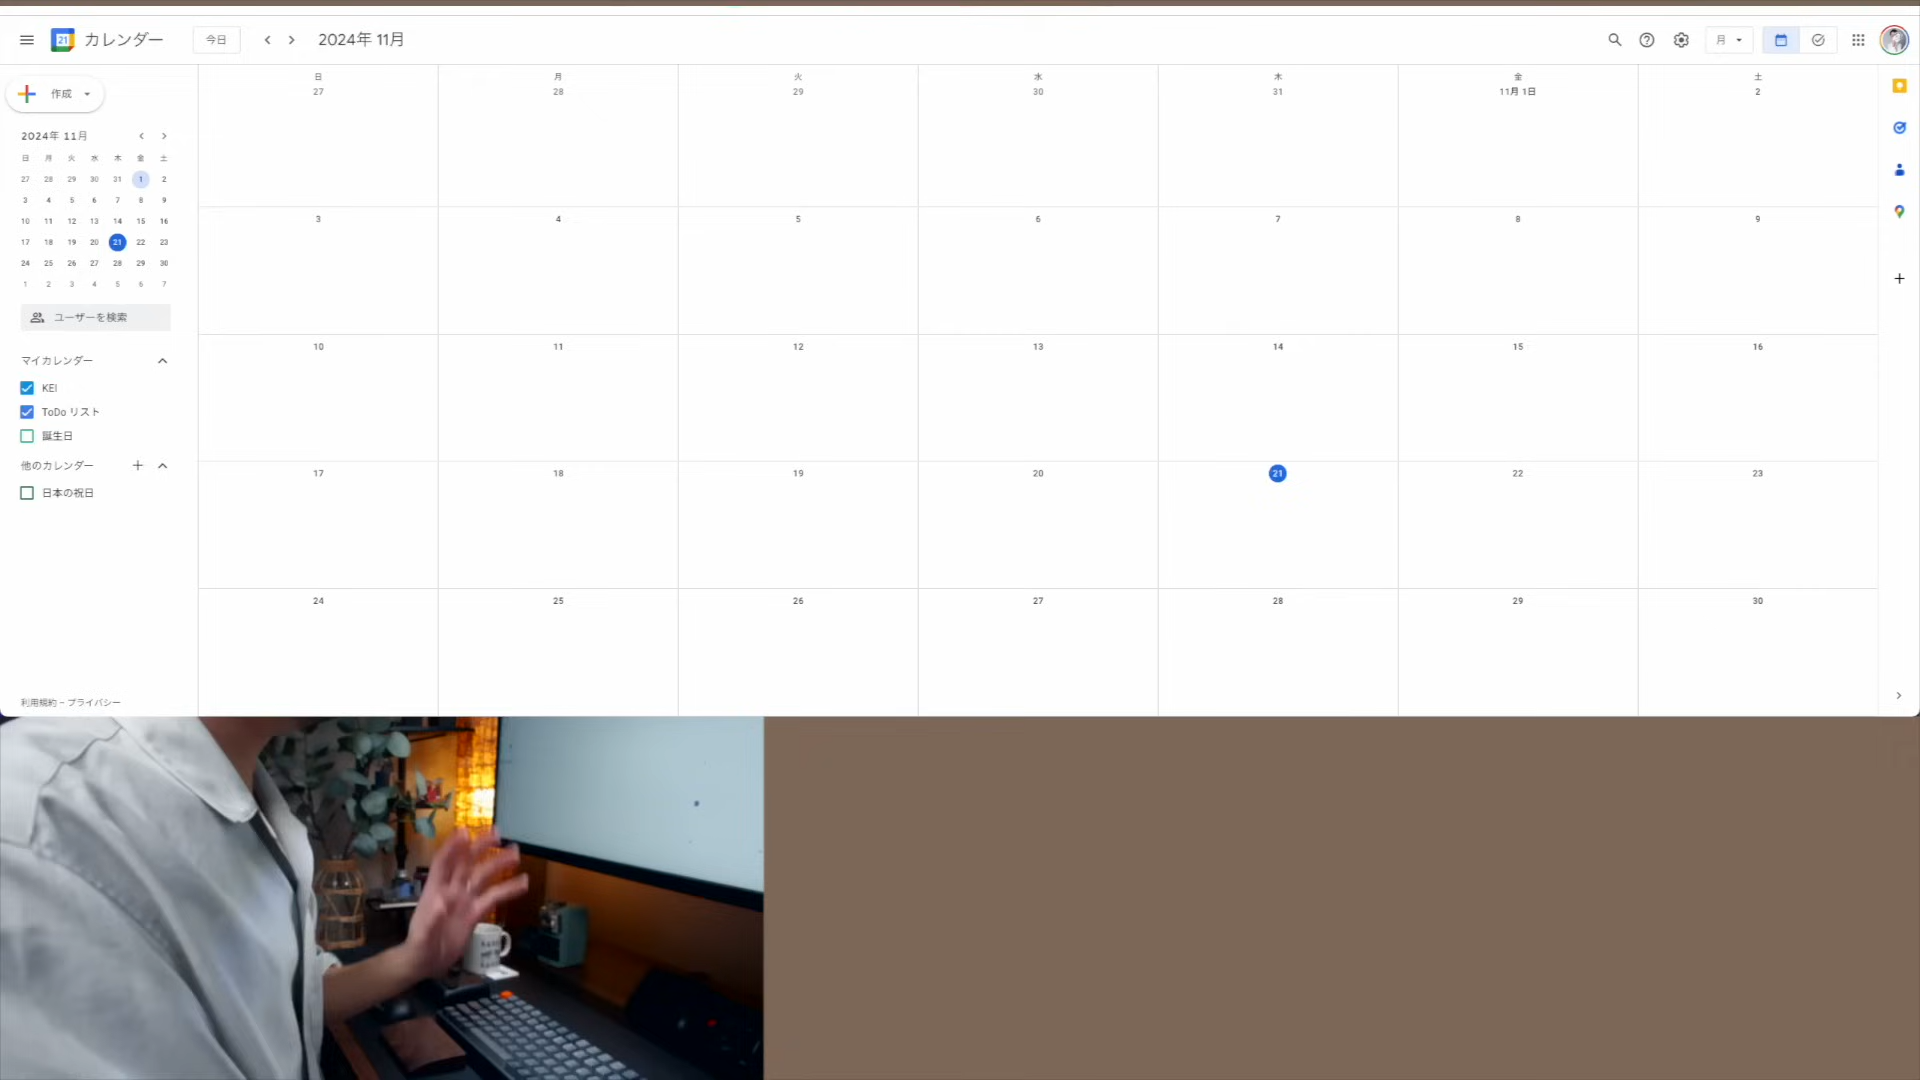 21 カレンダー 今日 2024年 11月 月
作成
2024年 11月
日 月 火 水 木 金 土
27 28 29 30 31 1 2
3 4 5 6 7 8 9
10 11 12 13 14 15 16
17 18 19 20 21 22 23
24 25 26 27 28 29 30
1 2 3 4 5 6 7
ユーザーを検索
マイカレンダー
KEI
ToDo リスト
誕生日
他のカレンダー
日本の祝日
利用規約 – プライバシー
日 月 火 水 木 金 土
27 28 29 30 31 11月 1日 2
3 4 5 6 7 8 9
10 11 12 13 14 15 16
17 18 19 20 21 22 23
24 25 26 27 28 29 30